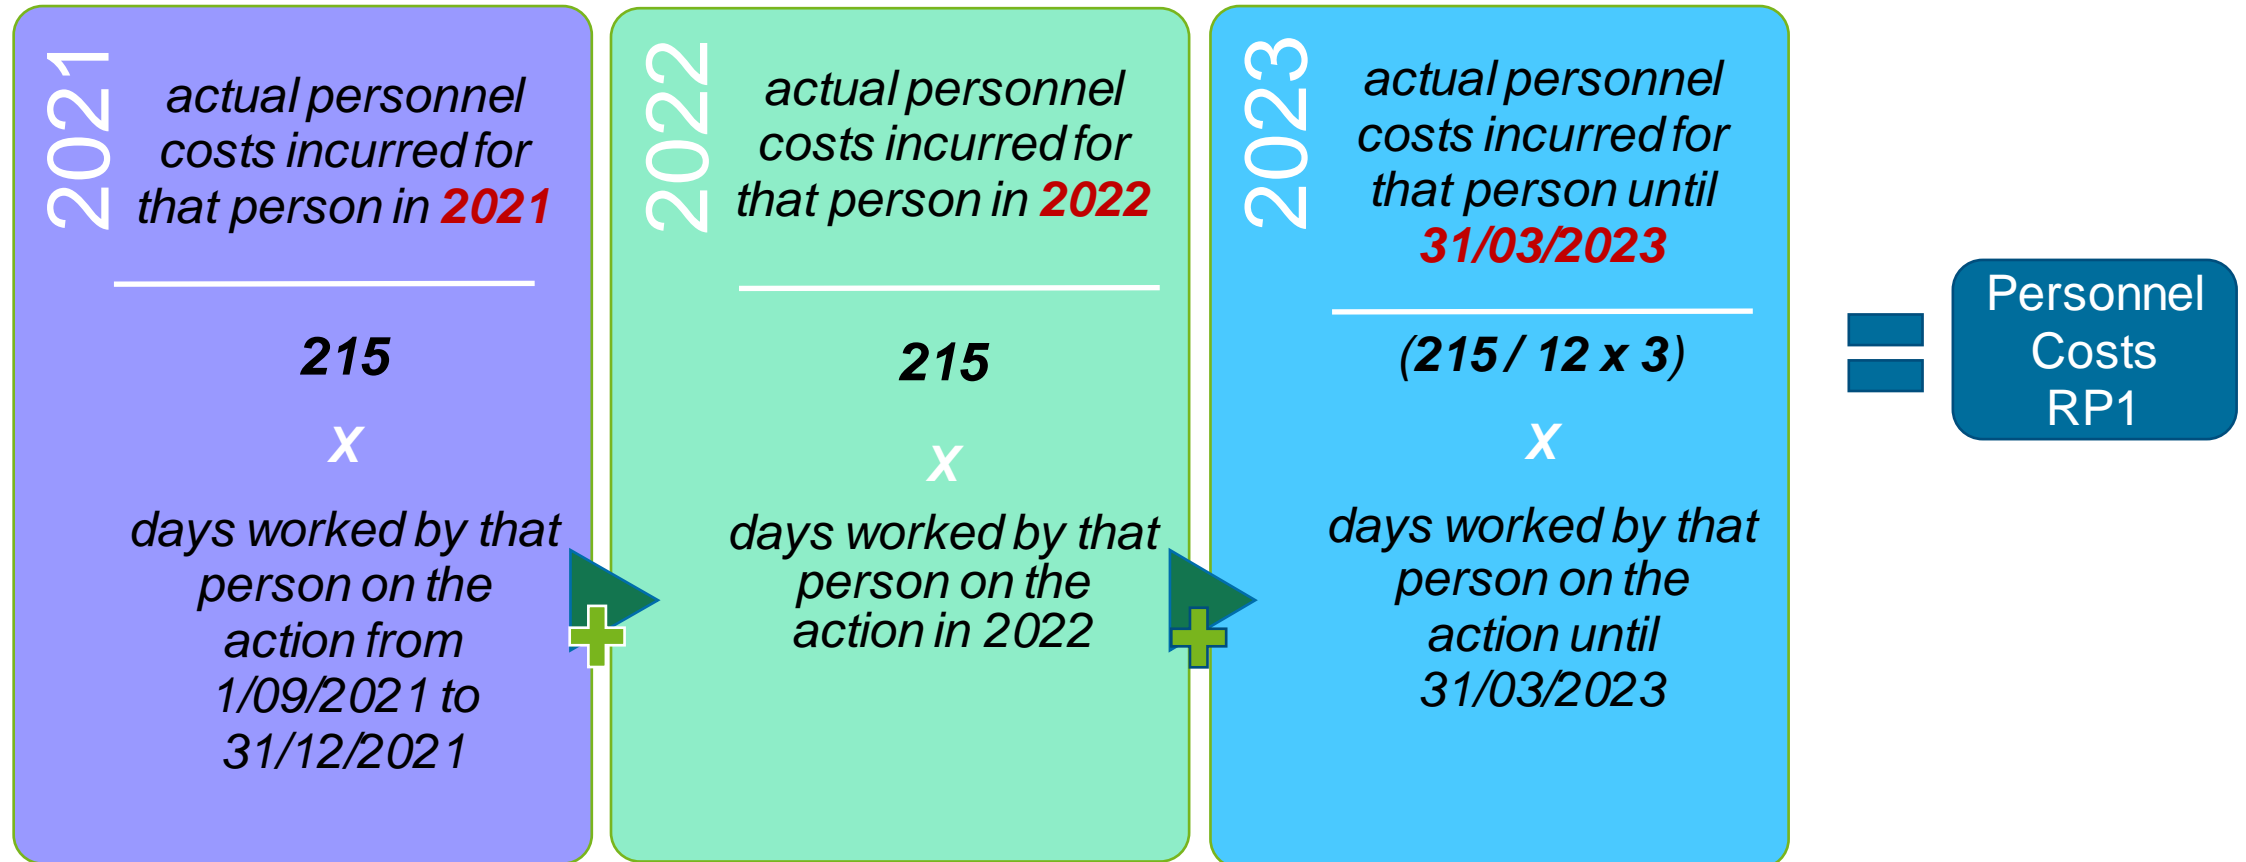 2021
actual personnel
costs incurred for
that person in 2021
215
x
days worked by that
person on the
action from
1/09/2021 to
31/12/2021
2022
actual personnel
costs incurred for
that person in 2022
215
x
days worked by that
person on the
action in 2022
2023
actual personnel
costs incurred for
that person until
31/03/2023
(215 / 12 x 3)
x
days worked by that
person on the
action until
31/03/2023
Personnel
Costs
RP1